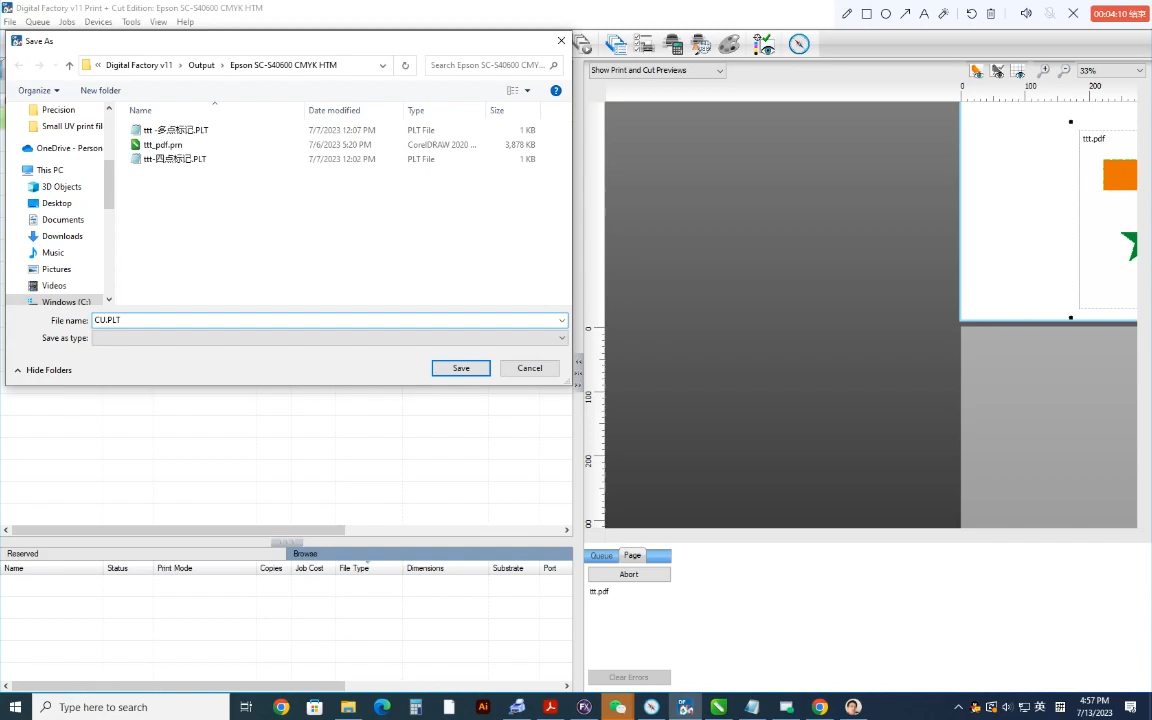 Digital Factory v11 Print + Cut Edition: Epson SC-S40600 CMYK HTM
File Queue Jobs Devices Tools View Help
00:04:10 结束
Save As
« Digital Factory v11 › Output › Epson SC-S40600 CMYK HTM
Search Epson SC-S40600 CMY...
Organize New folder
Precision
Small UV print fil
OneDrive - Person
This PC
3D Objects
Desktop
Documents
Downloads
Music
Pictures
Videos
Windows (C:)
Name Date modified Type Size
ttt -多点标记.PLT 7/7/2023 12:07 PM PLT File 1 KB
ttt_pdf.prn 7/6/2023 5:20 PM CorelDRAW 2020 ... 3,878 KB
ttt-四点标记.PLT 7/7/2023 12:02 PM PLT File 1 KB
File name: CU.PLT
Save as type:
Hide Folders
Save Cancel
Show Print and Cut Previews
33%
0 100 200
ttt.pdf
0
100
200
00
Reserved Browse
Name Status Print Mode Copies Job Cost File Type Dimensions Substrate Port
Queue Page
Abort
ttt.pdf
Clear Errors
Type here to search
英
4:57 PM
7/13/2023